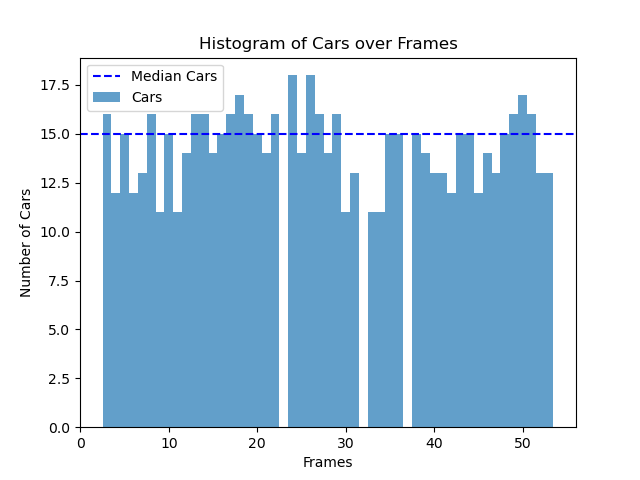 Histogram of Cars over Frames
Median Cars
Cars
17.5
15.0
12.5
10.0
7.5
5.0
2.5
0.0
Number of Cars
0 10 20 30 40 50
Frames